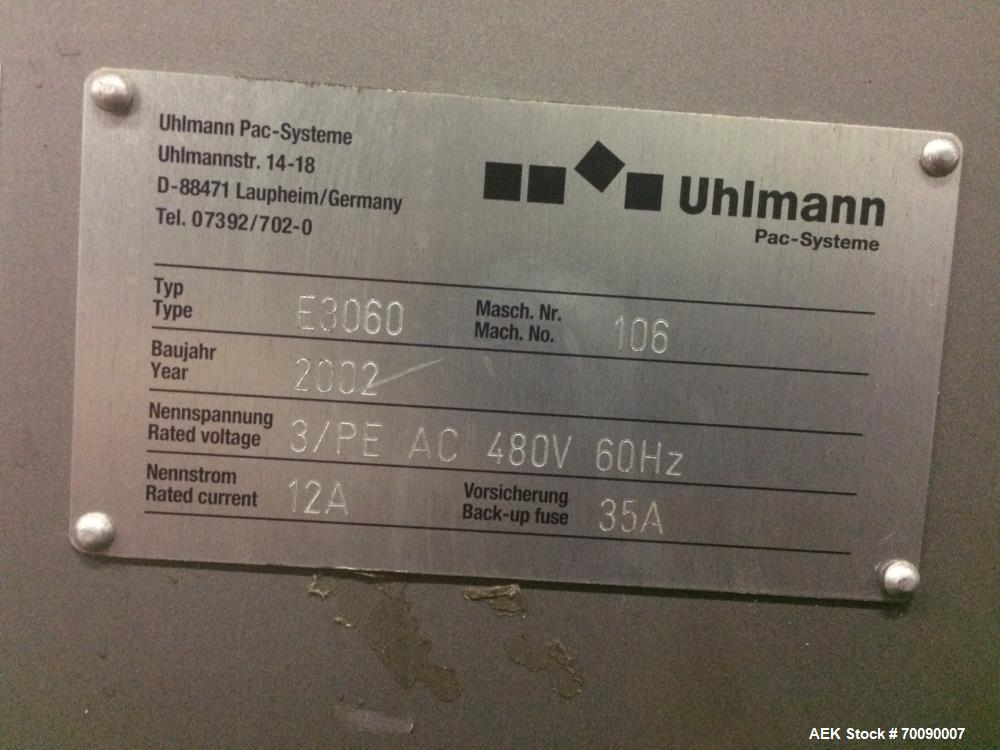 Uhlmann Pac-Systeme
Uhlmannstr. 14-18
D-88471 Laupheim/Germany
Tel. 07392/702-0
Uhlmann
Pac-Systeme
Typ
Type E3060
Masch. Nr.
Mach. No. 106
Baujahr
Year 2002
Nennspannung
Rated voltage 3/PE AC 480V 60Hz
Nennstrom
Rated current 12A
Vorsicherung
Back-up fuse 35A
AEK Stock # 70090007